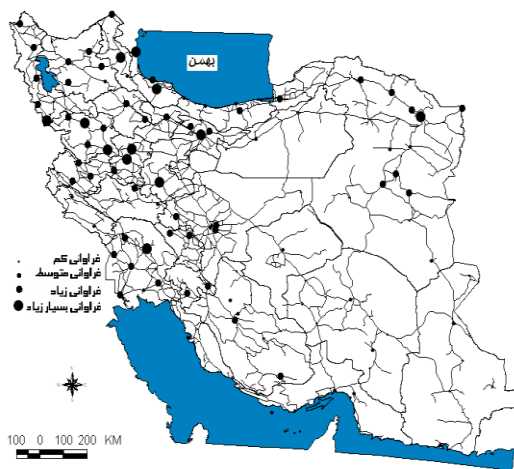 بهمن
فراوانی کم
فراوانی متوسط
فراوانی زیاد
فراوانی بسیار زیاد
100 0 100 200 KM